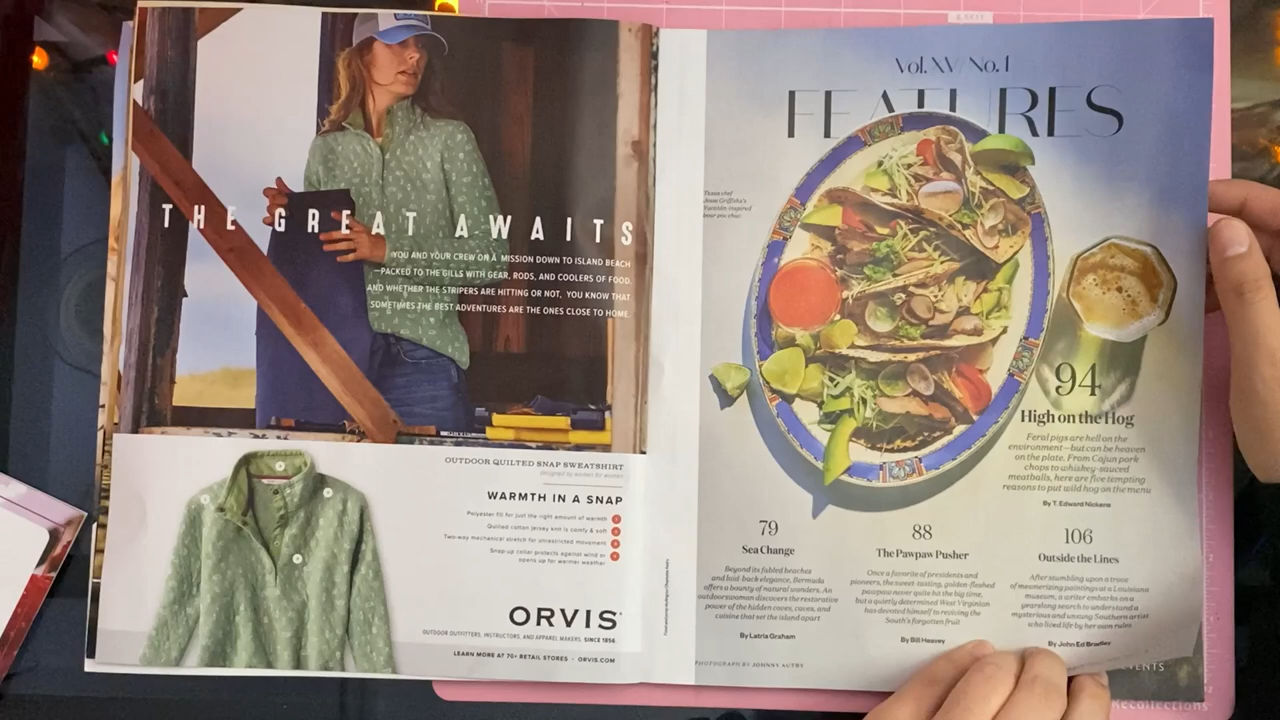 THE GREAT AWAITS
YOU AND YOUR CREW ON A MISSION DOWN TO ISLAND BEACH
—PACKED TO THE GILLS WITH GEAR, RODS, AND COOLERS OF FOOD.
AND WHETHER THE STRIPERS ARE HITTING OR NOT, YOU KNOW THAT
SOMETIMES THE BEST ADVENTURES ARE THE ONES CLOSE TO HOME.
OUTDOOR QUILTED SNAP SWEATSHIRT
designed by women for women
WARMTH IN A SNAP
Polyester fill for just the right amount of warmth
Quilted cotton jersey knit is comfy & soft
Two-way mechanical stretch for unrestricted movement
Snap-up collar protects against wind or
opens up for warmer weather
ORVIS
OUTDOOR OUTFITTERS, INSTRUCTORS, AND APPAREL MAKERS. SINCE 1856.
LEARN MORE AT 70+ RETAIL STORES · ORVIS.COM
Vol. XV No. 1
FEATURES
Texas chef
Jesse Griffiths's
Yucatán-inspired
boar poc chuc.
94
High on the Hog
Feral pigs are hell on the
environment—but can be heaven
on the plate. From Cajun pork
chops to whiskey-sauced
meatballs, here are five tempting
reasons to put wild hog on the menu
By T. Edward Nickens
79
Sea Change
Beyond its fabled beaches
and laid-back elegance, Bermuda
offers a bounty of natural wonders. An
outdoorswoman discovers the restorative
power of the hidden caves, coves, and
cuisine that set the island apart
By Latria Graham
88
The Pawpaw Pusher
Once a favorite of presidents and
pioneers, the sweet-tasting, golden-fleshed
pawpaw never quite hit the big time,
but a quietly determined West Virginian
has devoted himself to reviving the
South's forgotten fruit
By Bill Heavey
106
Outside the Lines
After stumbling upon a trove
of mesmerizing paintings at a Louisiana
museum, a writer embarks on a
yearslong search to understand a
mysterious and unsung Southern artist
who lived life by her own rules
By John Ed Bradley
PHOTOGRAPH BY JOHNNY AUTRY
EVENTS
Recollections